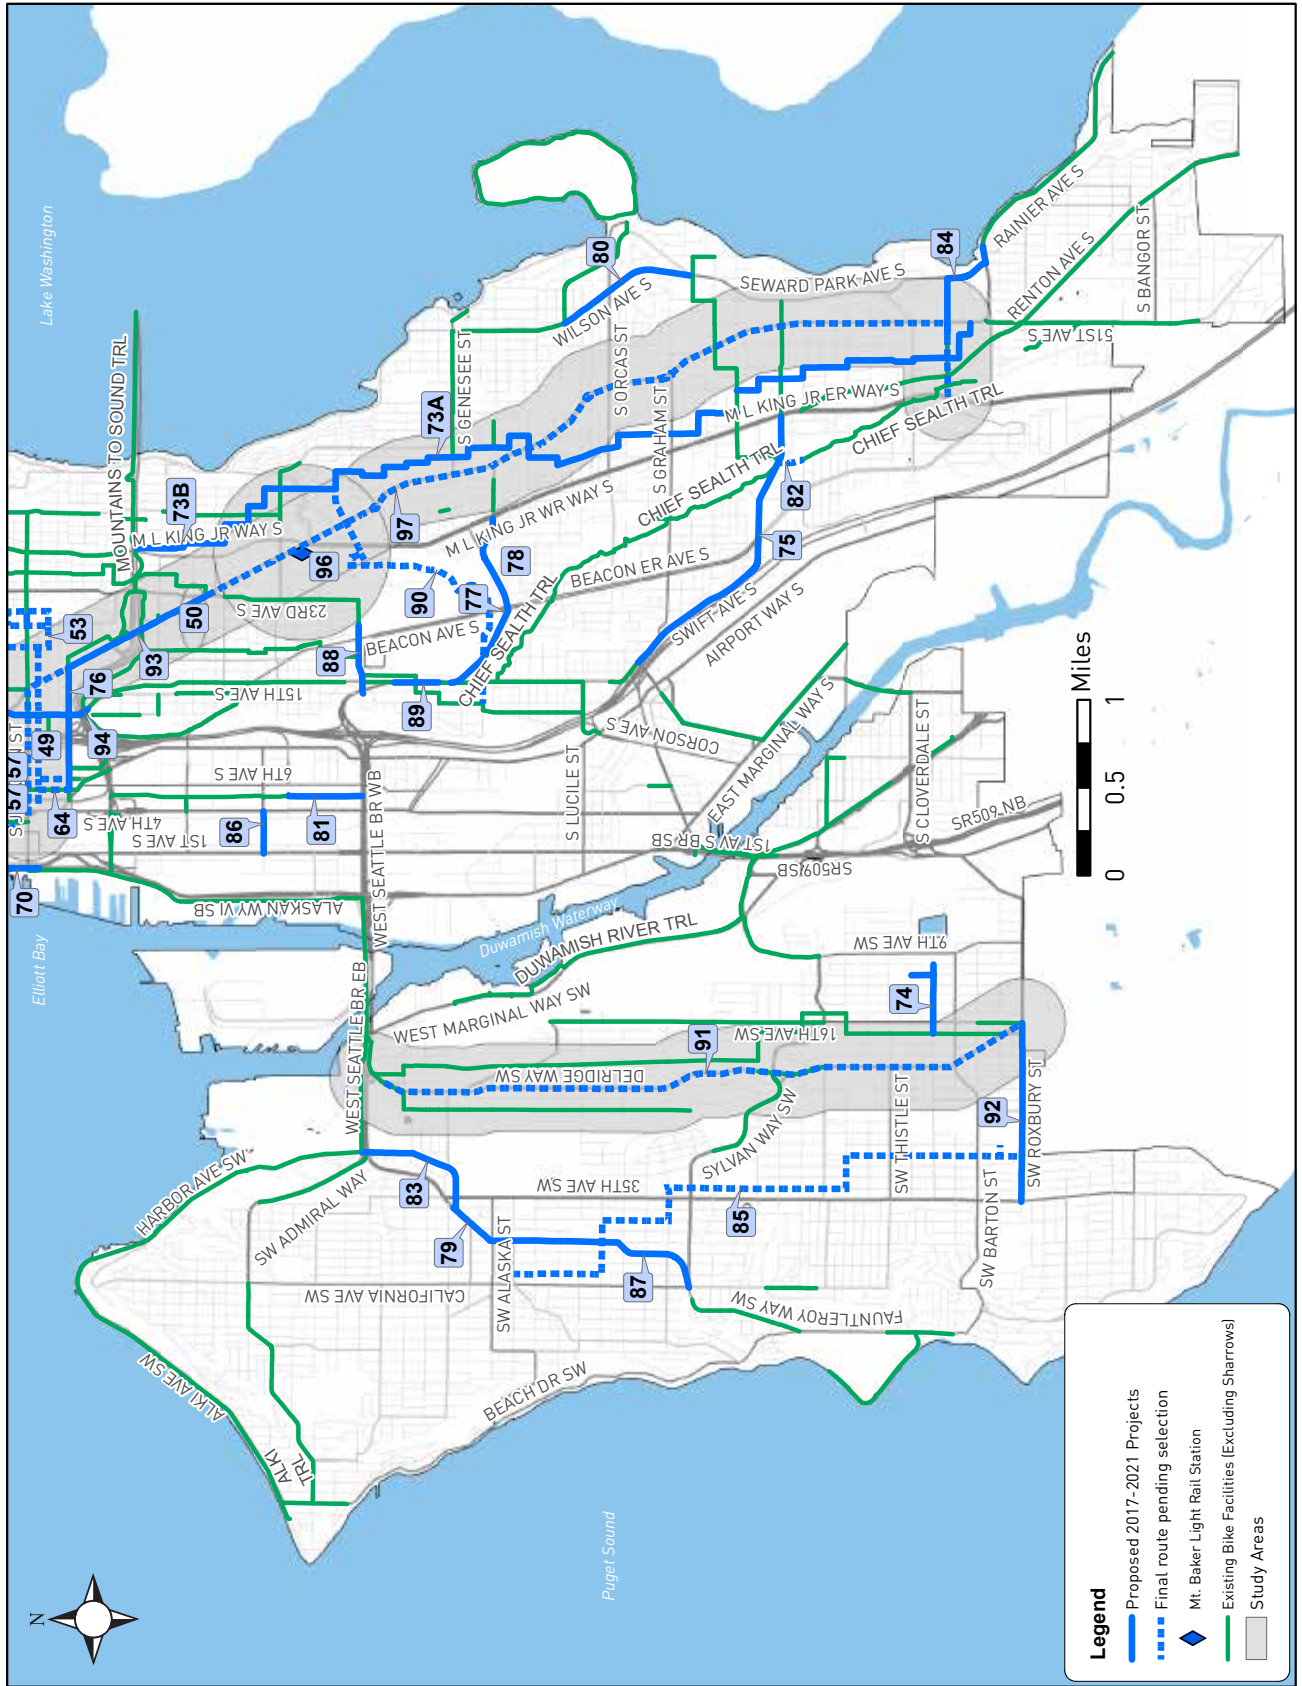 N
Elliott Bay
Lake Washington
Puget Sound
Duwamish Waterway
70
57
57
49
64
53
76
94
93
50
73B
73A
96
97
90
88
89
77
78
86
81
80
84
82
75
74
91
92
83
79
87
85
MOUNTAINS TO SOUND TRL
M L KING JR WAY S
23RD AVE S
15TH AVE S
6TH AVE S
4TH AVE S
1ST AVE S
ALASKAN WY VI SB
WEST SEATTLE BR WB
WEST SEATTLE BR EB
BEACON AVE S
CHIEF SEALTH TRL
M L KING JR WR WAY S
BEACON ER AVE S
CHIEF SEALTH TRL
S GENESEE ST
WILSON AVE S
S ORCAS ST
S GRAHAM ST
SEWARD PARK AVE S
M L KING JR ER WAY S
CHIEF SEALTH TRL
RAINIER AVE S
RENTON AVE S
S BANGOR ST
51ST AVE S
SWIFT AVE S
AIRPORT WAY S
S LUCILE ST
CORSON AVE S
EAST MARGINAL WAY S
1ST AV S BR SB
SR509 SB
SR509 NB
S CLOVERDALE ST
DUWAMISH RIVER TRL
WEST MARGINAL WAY SW
9TH AVE SW
16TH AVE SW
DELRIDGE WAY SW
SYLVAN WAY SW
SW THISTLE ST
SW ROXBURY ST
SW BARTON ST
35TH AVE SW
HARBOR AVE SW
SW ADMIRAL WAY
CALIFORNIA AVE SW
SW ALASKA ST
FAUNTLEROY WAY SW
BEACH DR SW
ALKI AVE SW
ALKI
TRL
Miles
0
0.5
1
Legend
Proposed 2017-2021 Projects
Final route pending selection
Mt. Baker Light Rail Station
Existing Bike Facilities (Excluding Sharrows)
Study Areas